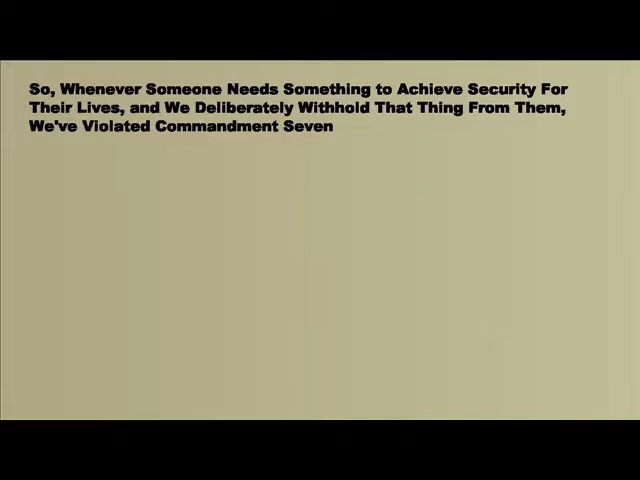 So, Whenever Someone Needs Something to Achieve Security For
Their Lives, and We Deliberately Withhold That Thing From Them,
We've Violated Commandment Seven